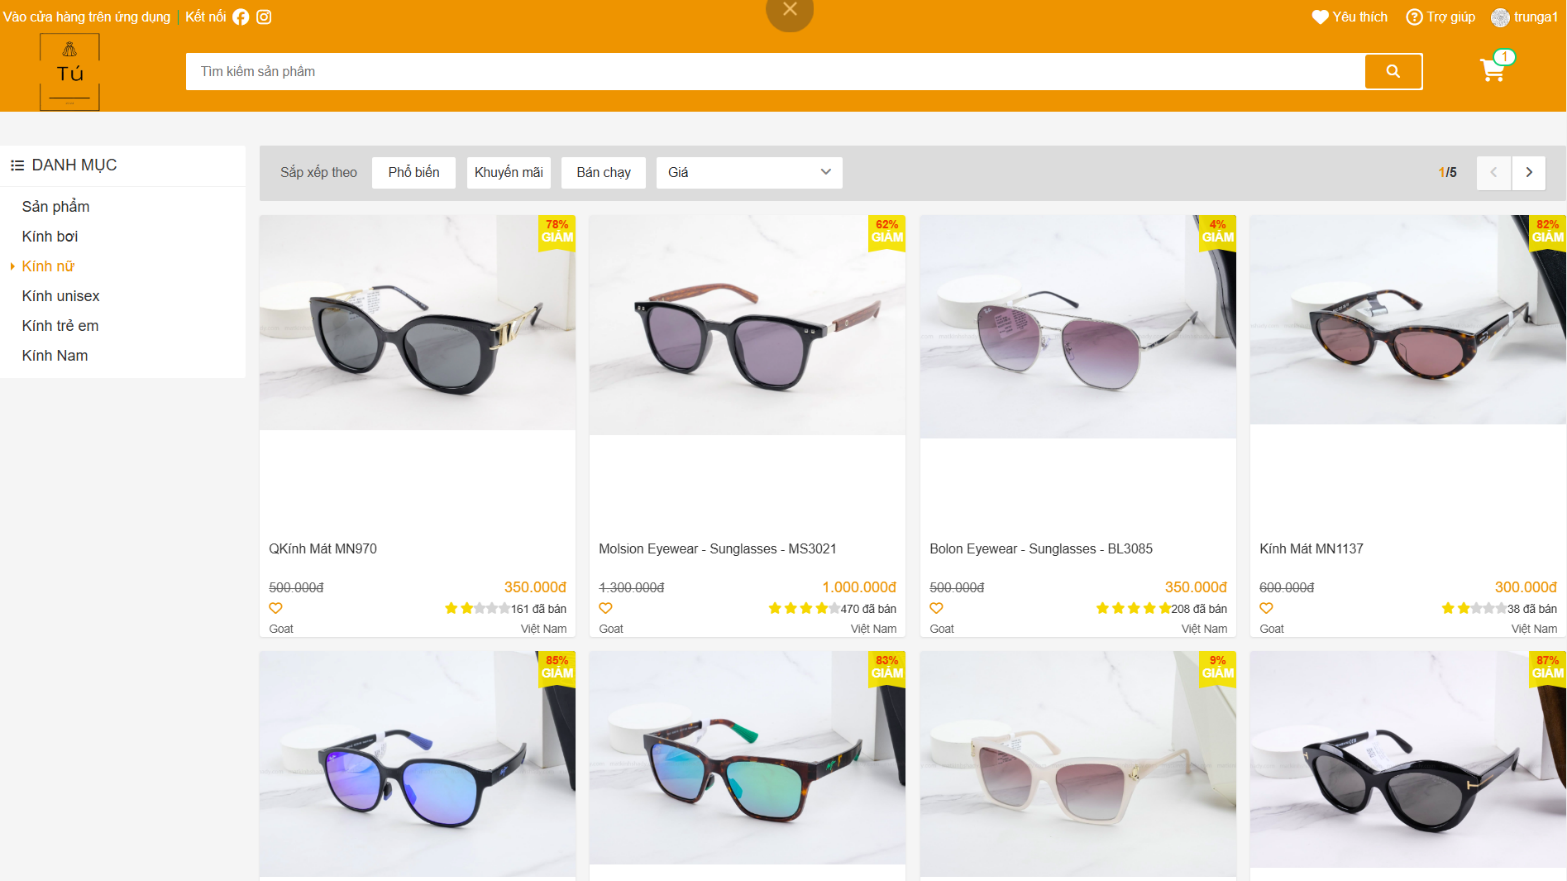 Vào cửa hàng trên ứng dụng Kết nối Yêu thích Trợ giúp trunga1
Tú
Tìm kiếm sản phẩm
1
DANH MỤC
Sản phẩm
Kính bơi
Kính nữ
Kính unisex
Kính trẻ em
Kính Nam
Sắp xếp theo Phổ biến Khuyến mãi Bán chạy Giá 1/5
78% GIẢM
62% GIẢM
4% GIẢM
82% GIẢM
QKính Mát MN970
500.000đ 350.000đ
161 đã bán
Goat Việt Nam
Molsion Eyewear - Sunglasses - MS3021
1.300.000đ 1.000.000đ
470 đã bán
Goat Việt Nam
Bolon Eyewear - Sunglasses - BL3085
500.000đ 350.000đ
208 đã bán
Goat Việt Nam
Kính Mát MN1137
600.000đ 300.000đ
38 đã bán
Goat Việt Nam
85% GIẢM
83% GIẢM
9% GIẢM
87% GIẢM